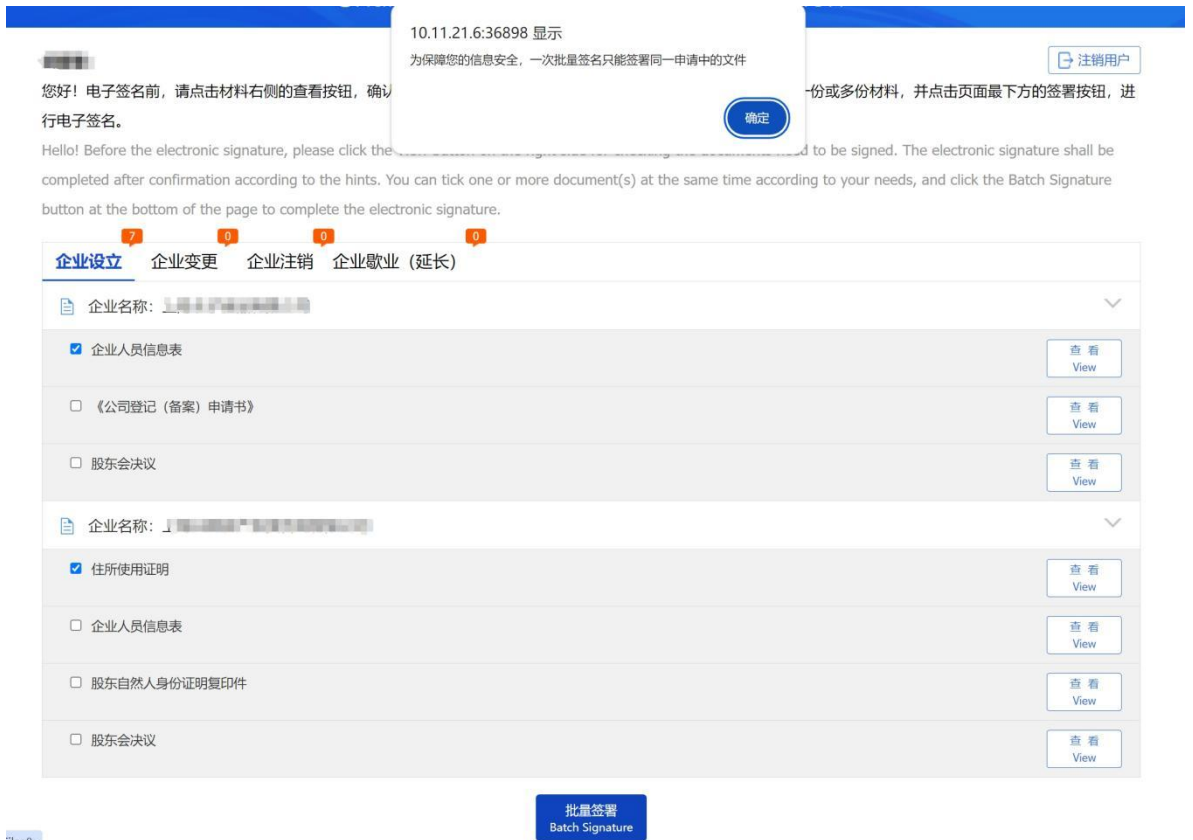 10.11.21.6:36898 显示
为保障您的信息安全，一次批量签名只能签署同一申请中的文件
确定
注销用户
您好！电子签名前，请点击材料右侧的查看按钮，确认
一份或多份材料，并点击页面最下方的签署按钮，进
行电子签名。
Hello! Before the electronic signature, please click the
to be signed. The electronic signature shall be
completed after confirmation according to the hints. You can tick one or more document(s) at the same time according to your needs, and click the Batch Signature
button at the bottom of the page to complete the electronic signature.
7
0
0
0
企业设立
企业变更
企业注销
企业歇业（延长）
企业名称：
企业人员信息表
查 看
View
《公司登记（备案）申请书》
查 看
View
股东会决议
查 看
View
企业名称：
住所使用证明
查 看
View
企业人员信息表
查 看
View
股东自然人身份证明复印件
查 看
View
股东会决议
查 看
View
批量签署
Batch Signature